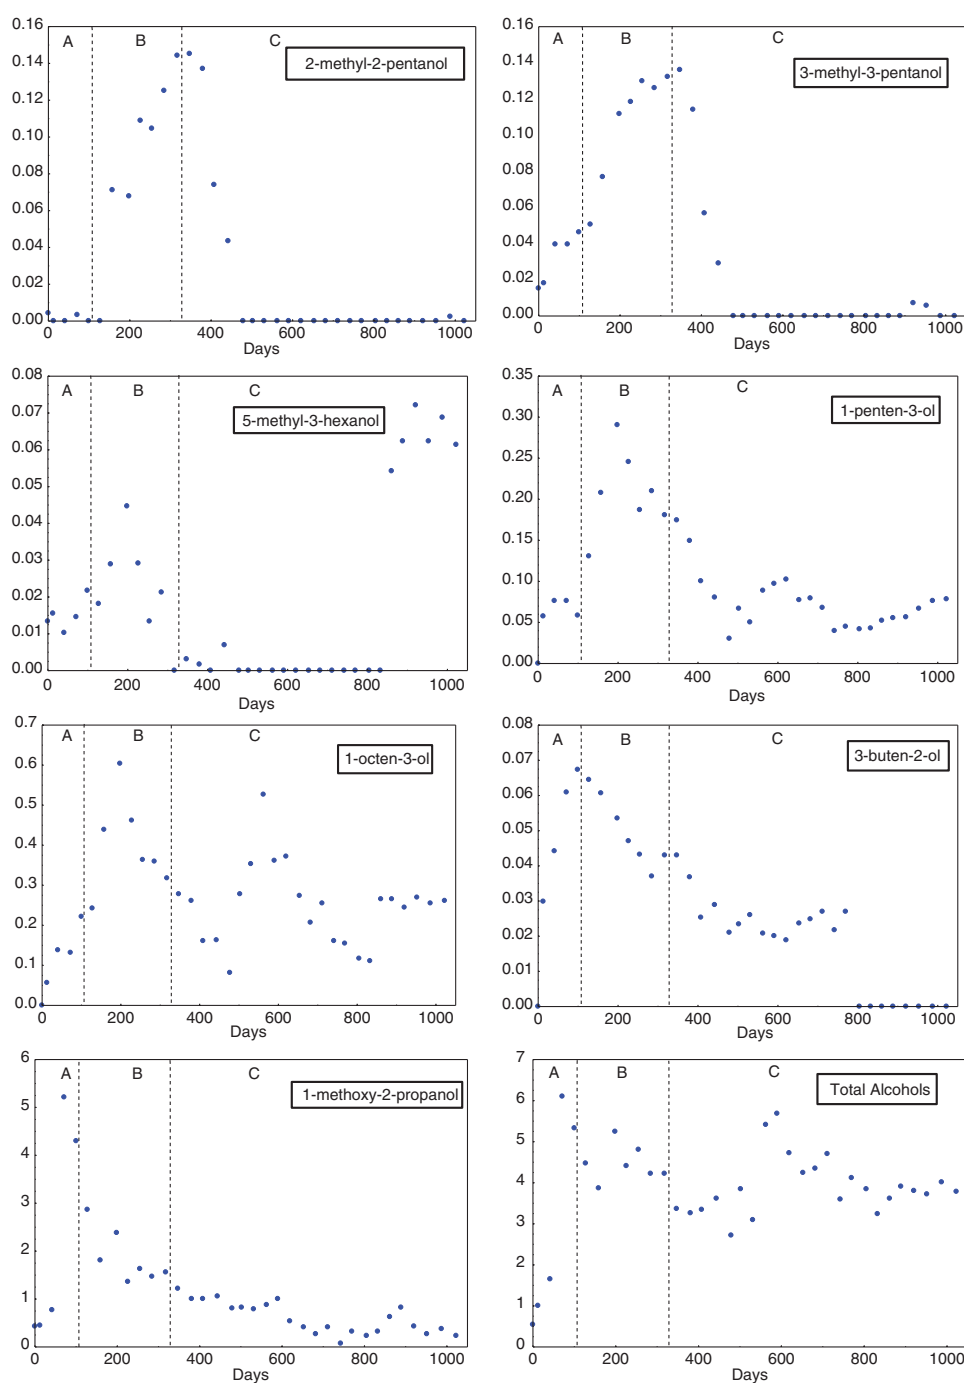 0.16
0.14
0.12
0.10
0.08
0.06
0.04
0.02
0.00
A
B
C
2-methyl-2-pentanol
0
200
400
600
800
1000
Days
0.16
0.14
0.12
0.10
0.08
0.06
0.04
0.02
0.00
A
B
C
3-methyl-3-pentanol
0
200
400
600
800
1000
Days
0.08
0.07
0.06
0.05
0.04
0.03
0.02
0.01
0.00
A
B
C
5-methyl-3-hexanol
0
200
400
600
800
1000
Days
0.35
0.30
0.25
0.20
0.15
0.10
0.05
0.00
A
B
C
1-penten-3-ol
0
200
400
600
800
1000
Days
0.7
0.6
0.5
0.4
0.3
0.2
0.1
0.0
A
B
C
1-octen-3-ol
0
200
400
600
800
1000
Days
0.08
0.07
0.06
0.05
0.04
0.03
0.02
0.01
0.00
A
B
C
3-buten-2-ol
0
200
400
600
800
1000
Days
6
5
4
3
2
1
0
A
B
C
1-methoxy-2-propanol
0
200
400
600
800
1000
Days
7
6
5
4
3
2
1
0
A
B
C
Total Alcohols
0
200
400
600
800
1000
Days